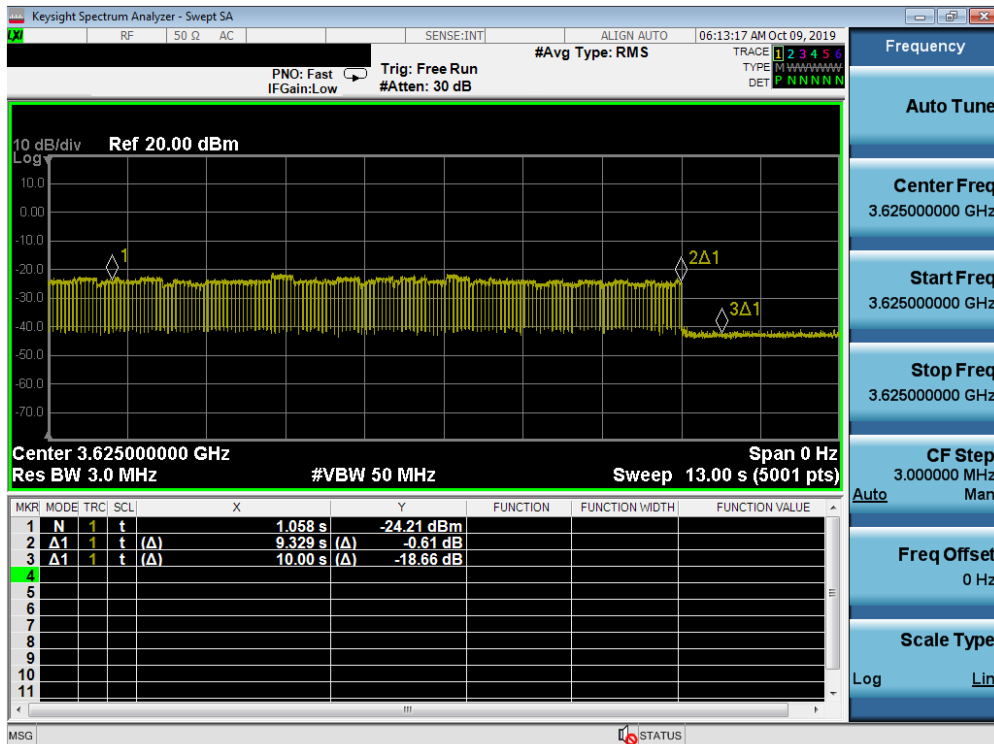 Keysight Spectrum Analyzer - Swept SA
LXI RF 50 Ω AC SENSE:INT ALIGN AUTO 06:13:17 AM Oct 09, 2019
#Avg Type: RMS
TRACE 1 2 3 4 5 6
TYPE M WWWWW
DET P N N N N N
PNO: Fast
IFGain:Low
Trig: Free Run
#Atten: 30 dB
10 dB/div Ref 20.00 dBm
Log
10.0
0.00
-10.0
-20.0
-30.0
-40.0
-50.0
-60.0
-70.0
1
2Δ1
3Δ1
Center 3.625000000 GHz Span 0 Hz
Res BW 3.0 MHz #VBW 50 MHz Sweep 13.00 s (5001 pts)
MKR MODE TRC SCL X Y FUNCTION FUNCTION WIDTH FUNCTION VALUE
1 N 1 t 1.058 s -24.21 dBm
2 Δ1 1 t (Δ) 9.329 s (Δ) -0.61 dB
3 Δ1 1 t (Δ) 10.00 s (Δ) -18.66 dB
4
5
6
7
8
9
10
11
MSG STATUS
Frequency
Auto Tune
Center Freq
3.625000000 GHz
Start Freq
3.625000000 GHz
Stop Freq
3.625000000 GHz
CF Step
3.000000 MHz
Auto Man
Freq Offset
0 Hz
Scale Type
Log Lin